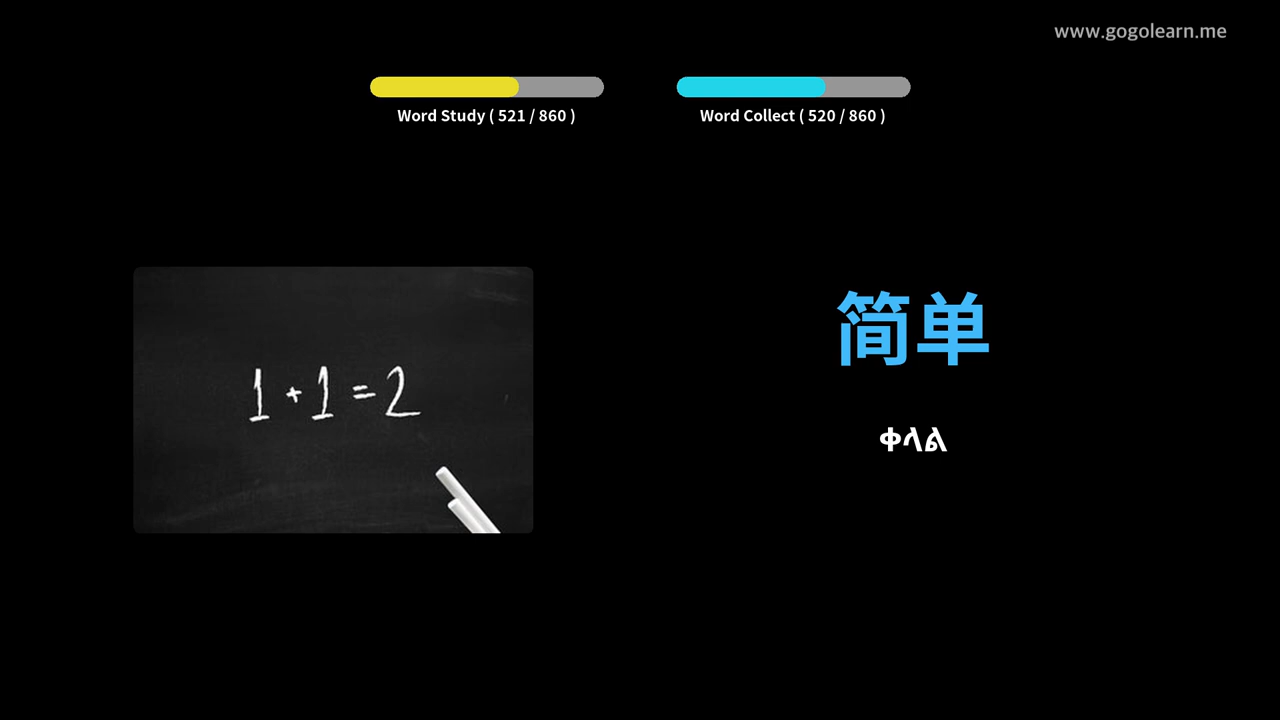 www.gogolearn.me
Word Study ( 521 / 860 )
Word Collect ( 520 / 860 )
1 + 1 = 2
简单
ቀላል